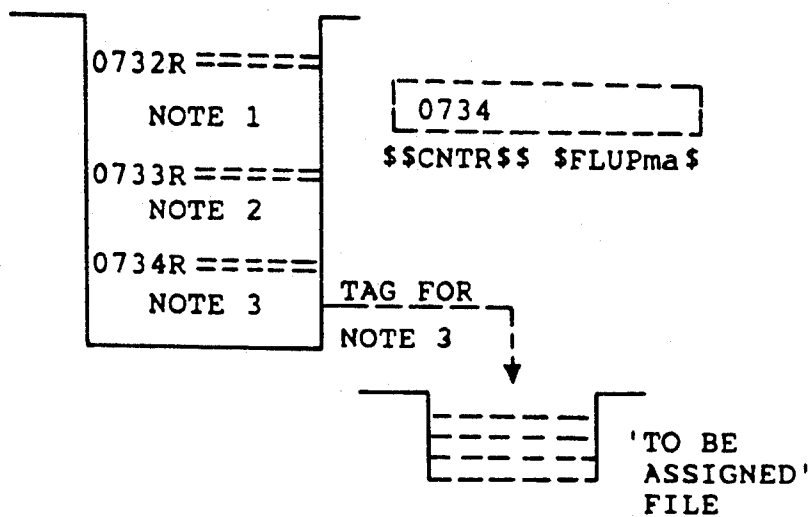 0732R =====
NOTE 1
0733R =====
NOTE 2
0734R =====
NOTE 3
0734
$$CNTR$$ $FLUPma$
TAG FOR
NOTE 3
'TO BE
ASSIGNED'
FILE